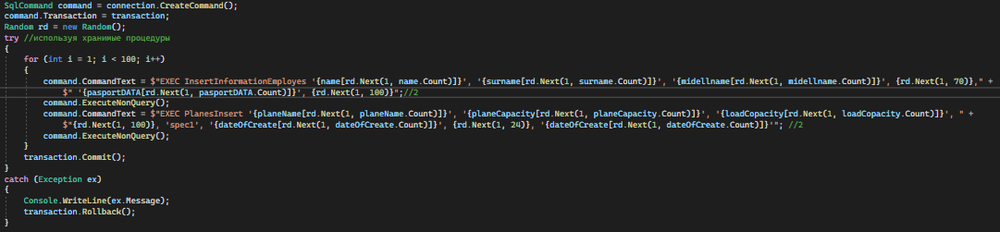 SqlCommand command = connection.CreateCommand();
command.Transaction = transaction;
Random rd = new Random();
try //используя хранимые процедуры
{
    for (int i = 1; i < 100; i++)
    {
        command.CommandText = $"EXEC InsertInformationEmployes '{name[rd.Next(1, name.Count)]}', '{surname[rd.Next(1, surname.Count)]}', '{midellname[rd.Next(1, midellname.Count)]}', {rd.Next(1, 70)}," +
            $" '{pasportDATA[rd.Next(1, pasportDATA.Count)]}', {rd.Next(1, 100)}";//2
        command.ExecuteNonQuery();
        command.CommandText = $"EXEC PlanesInsert '{planeName[rd.Next(1, planeName.Count)]}', '{planeCapacity[rd.Next(1, planeCapacity.Count)]}', '{loadCopacity[rd.Next(1, loadCopacity.Count)]}', " +
            $"{rd.Next(1, 100)}, 'spec1', '{dateOfCreate[rd.Next(1, dateOfCreate.Count)]}', {rd.Next(1, 24)}, '{dateOfCreate[rd.Next(1, dateOfCreate.Count)]}'"; //2
        command.ExecuteNonQuery();
    }
    transaction.Commit();
}
catch (Exception ex)
{
    Console.WriteLine(ex.Message);
    transaction.Rollback();
}